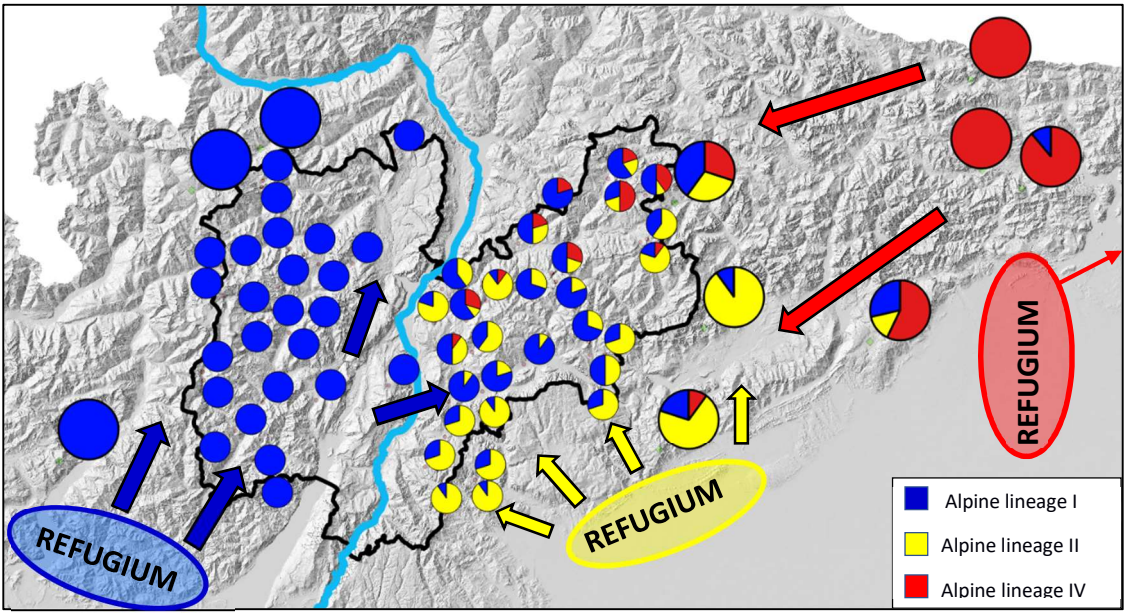 REFUGIUM
REFUGIUM
REFUGIUM
Alpine lineage I
Alpine lineage II
Alpine lineage IV